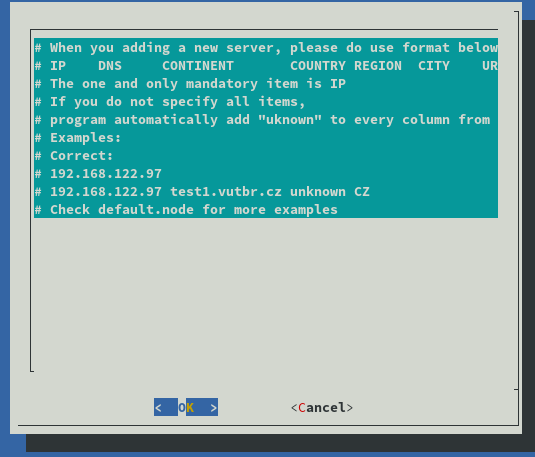 # When you adding a new server, please do use format below
# IP    DNS     CONTINENT       COUNTRY REGION  CITY    UR
# The one and only mandatory item is IP
# If you do not specify all items,
# program automatically add "uknown" to every column from
# Examples:
# Correct:
# 192.168.122.97
# 192.168.122.97 test1.vutbr.cz unknown CZ
# Check default.node for more examples
<  OK  >         <Cancel>